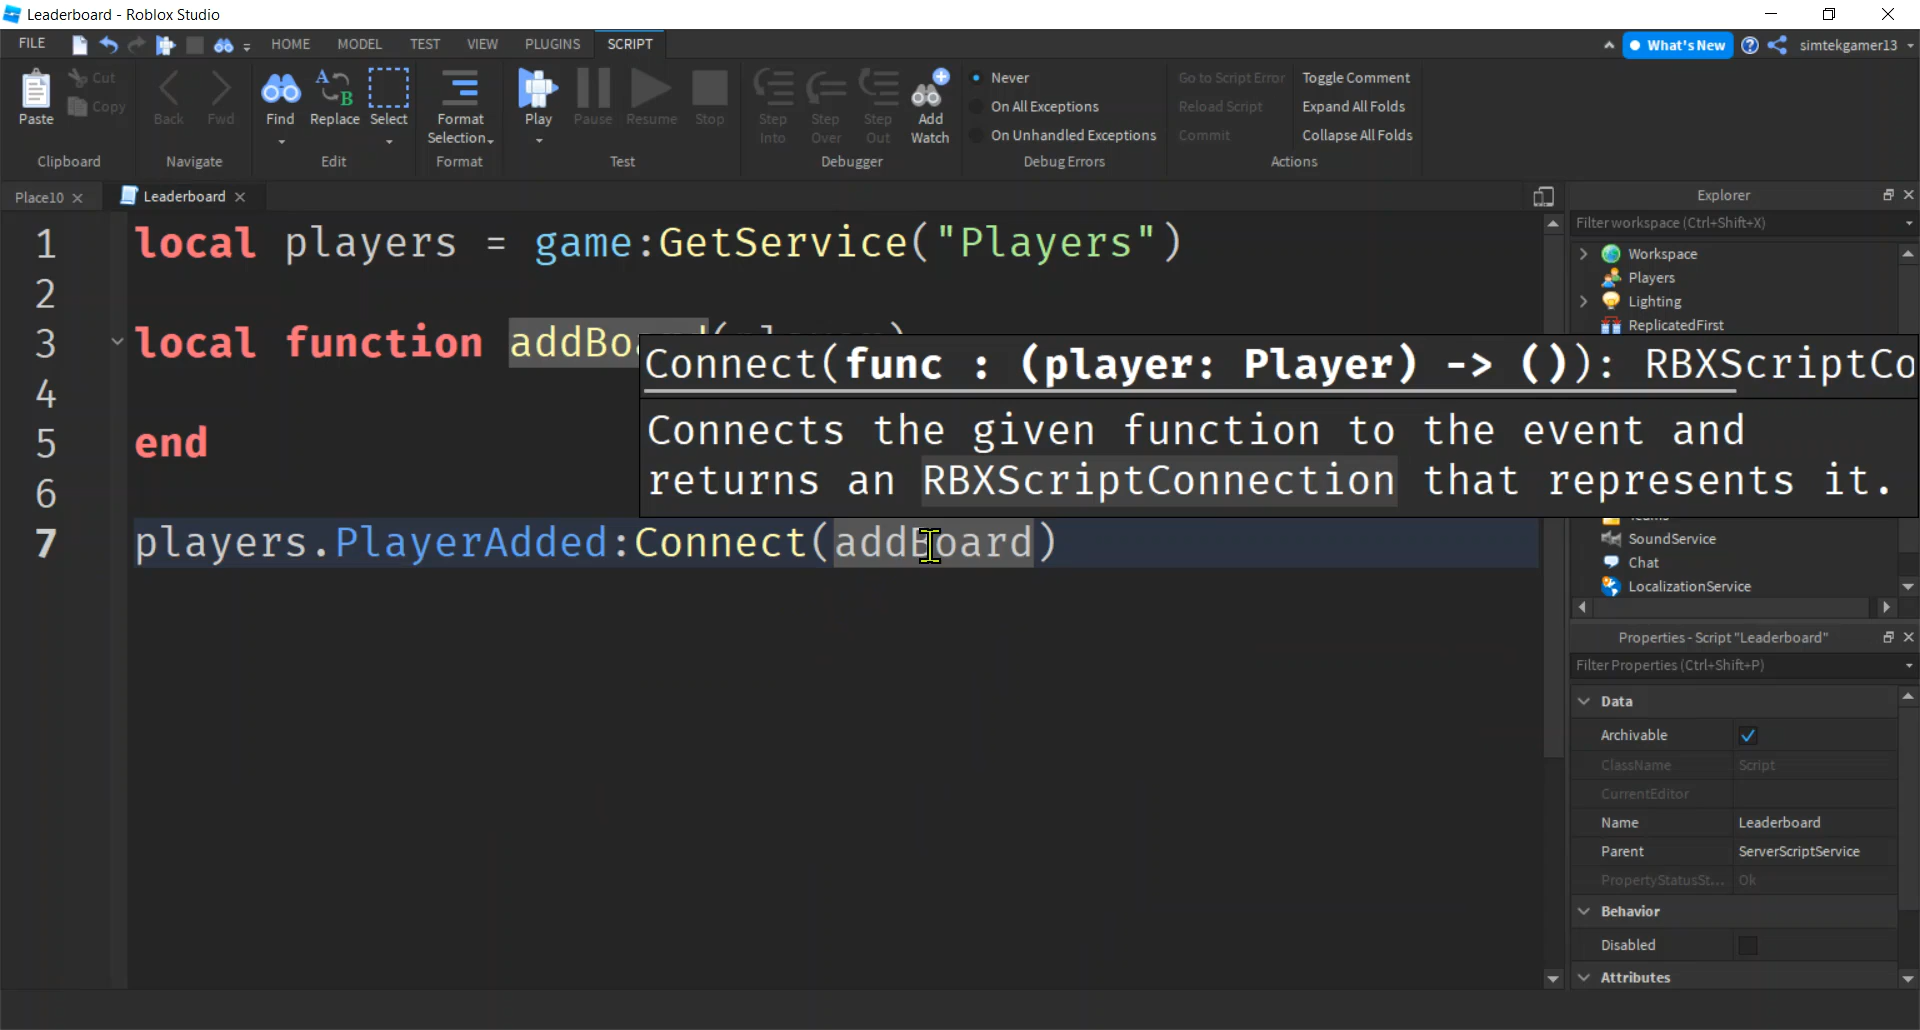 Leaderboard - Roblox Studio
FILE HOME MODEL TEST VIEW PLUGINS SCRIPT What's New simtekgamer13
Paste Cut Copy Back Fwd Find Replace Select Format Selection Play Pause Resume Stop Step Into Step Over Step Out Add Watch
Never
On All Exceptions
On Unhandled Exceptions
Go to Script Error
Reload Script
Commit
Toggle Comment
Expand All Folds
Collapse All Folds
Clipboard Navigate Edit Format Test Debugger Debug Errors Actions
Place10 Leaderboard
1 local players = game:GetService("Players")
2
3 local function addBo
4
5 end
6
7 players.PlayerAdded:Connect(addBoard)
Connect(func : (player: Player) -> ()): RBXScriptCo
Connects the given function to the event and
returns an RBXScriptConnection that represents it.
Explorer
Filter workspace (Ctrl+Shift+X)
Workspace
Players
Lighting
ReplicatedFirst
SoundService
Chat
LocalizationService
Properties - Script "Leaderboard"
Filter Properties (Ctrl+Shift+P)
Data
Archivable
ClassName Script
CurrentEditor
Name Leaderboard
Parent ServerScriptService
PropertyStatusSt... Ok
Behavior
Disabled
Attributes